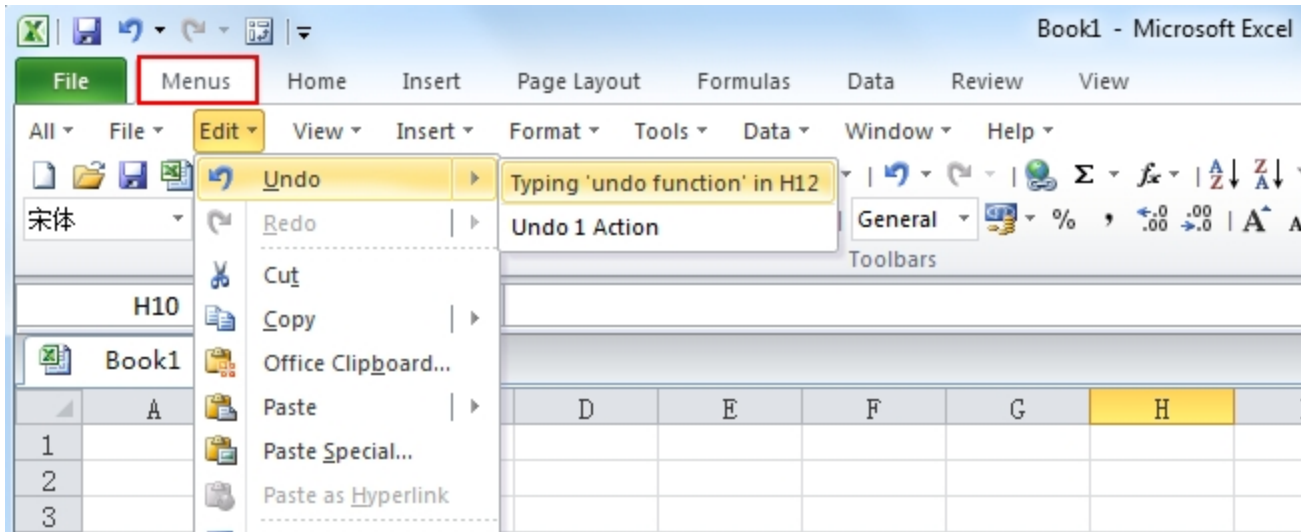 Book1 - Microsoft Excel
File Menus Home Insert Page Layout Formulas Data Review View
All File Edit View Insert Format Tools Data Window Help
Undo Typing 'undo function' in H12
宋体 Redo Undo 1 Action General
Toolbars
Cut
H10 Copy
Book1 Office Clipboard...
A Paste D E F G H
1 Paste Special...
2 Paste as Hyperlink
3